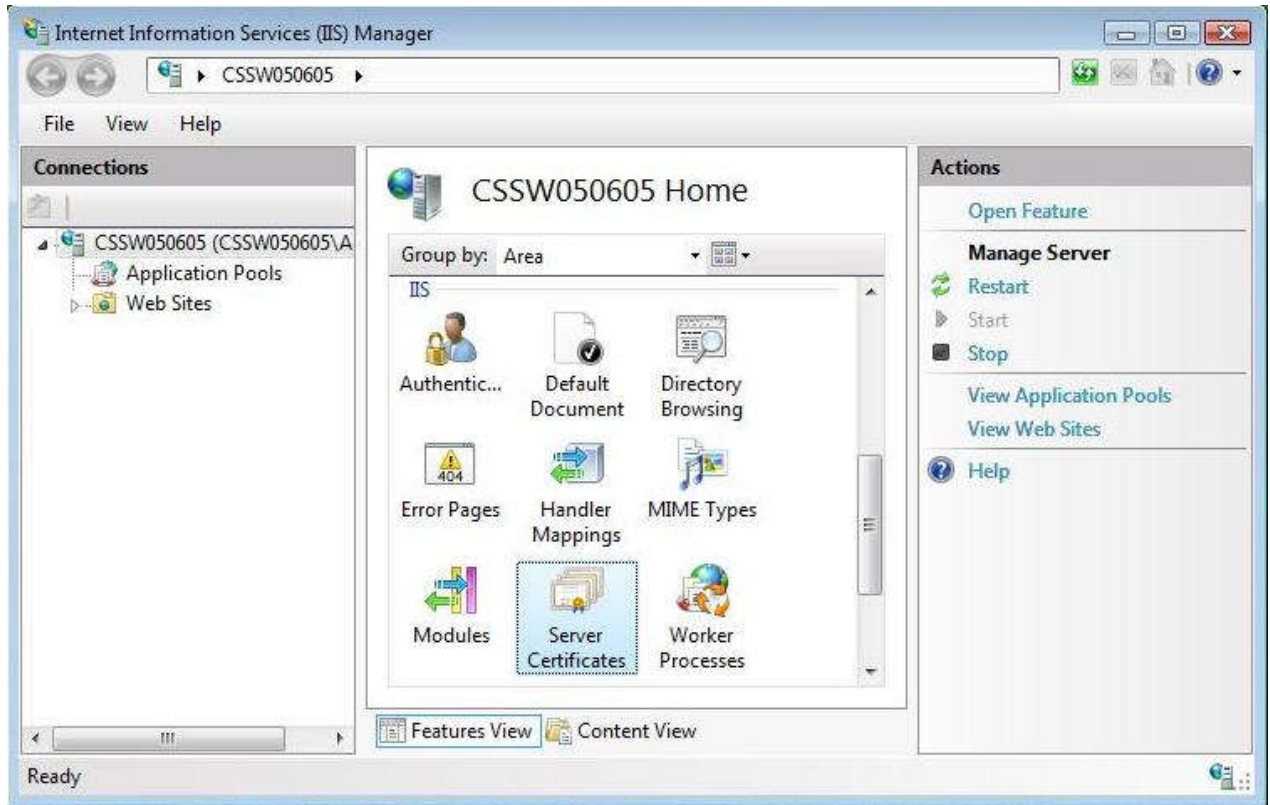 Internet Information Services (IIS) Manager
CSSW050605
File View Help
Connections
CSSW050605 (CSSW050605\A
Application Pools
Web Sites
CSSW050605 Home
Group by: Area
IIS
Authentic...
Default
Document
Directory
Browsing
404
Error Pages
Handler
Mappings
MIME Types
Modules
Server
Certificates
Worker
Processes
Features View
Content View
Actions
Open Feature
Manage Server
Restart
Start
Stop
View Application Pools
View Web Sites
Help
Ready